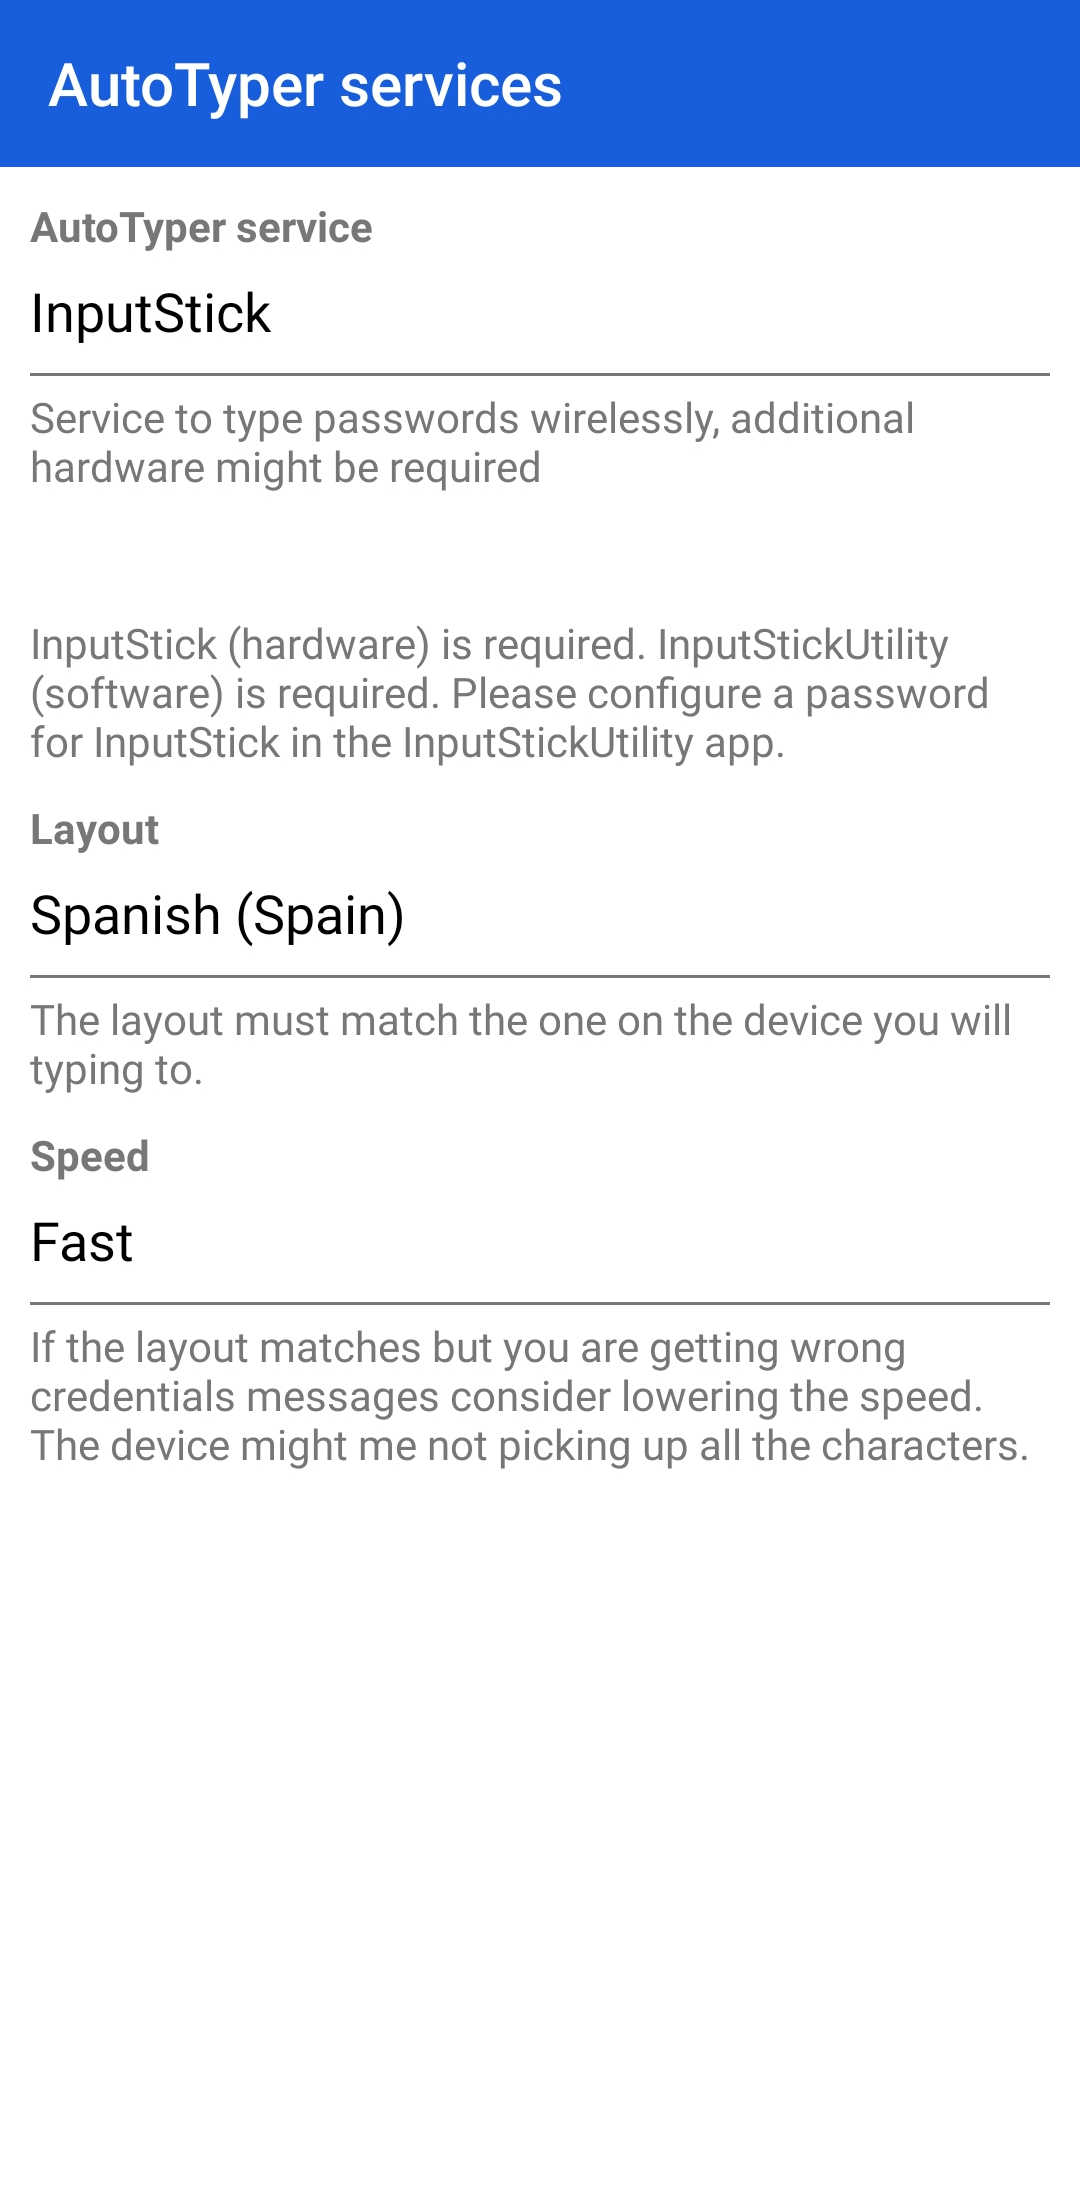 AutoTyper services
AutoTyper service
InputStick
Service to type passwords wirelessly, additional
hardware might be required
InputStick (hardware) is required. InputStickUtility
(software) is required. Please configure a password
for InputStick in the InputStickUtility app.
Layout
Spanish (Spain)
The layout must match the one on the device you will
typing to.
Speed
Fast
If the layout matches but you are getting wrong
credentials messages consider lowering the speed.
The device might me not picking up all the characters.